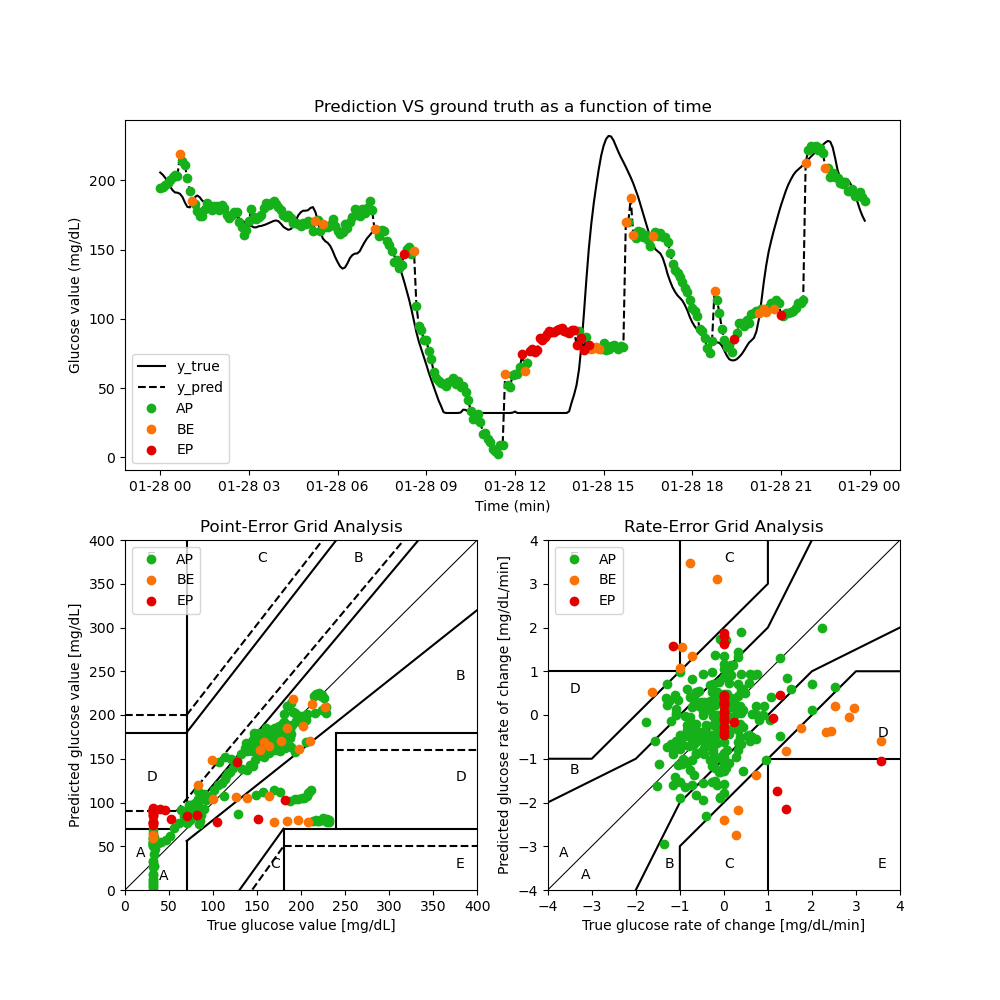 Prediction VS ground truth as a function of time
Glucose value (mg/dL)
200
150
100
50
0
y_true
y_pred
AP
BE
EP
01-28 00 01-28 03 01-28 06 01-28 09 01-28 12 01-28 15 01-28 18 01-28 21 01-29 00
Time (min)
Point-Error Grid Analysis
Predicted glucose value [mg/dL]
400
350
300
250
200
150
100
50
0
AP
BE
EP
C
B
B
D
D
A
A
C
E
0 50 100 150 200 250 300 350 400
True glucose value [mg/dL]
Rate-Error Grid Analysis
Predicted glucose rate of change [mg/dL/min]
4
3
2
1
0
−1
−2
−3
−4
AP
BE
EP
C
D
D
B
A
A
B
C
E
−4 −3 −2 −1 0 1 2 3 4
True glucose rate of change [mg/dL/min]